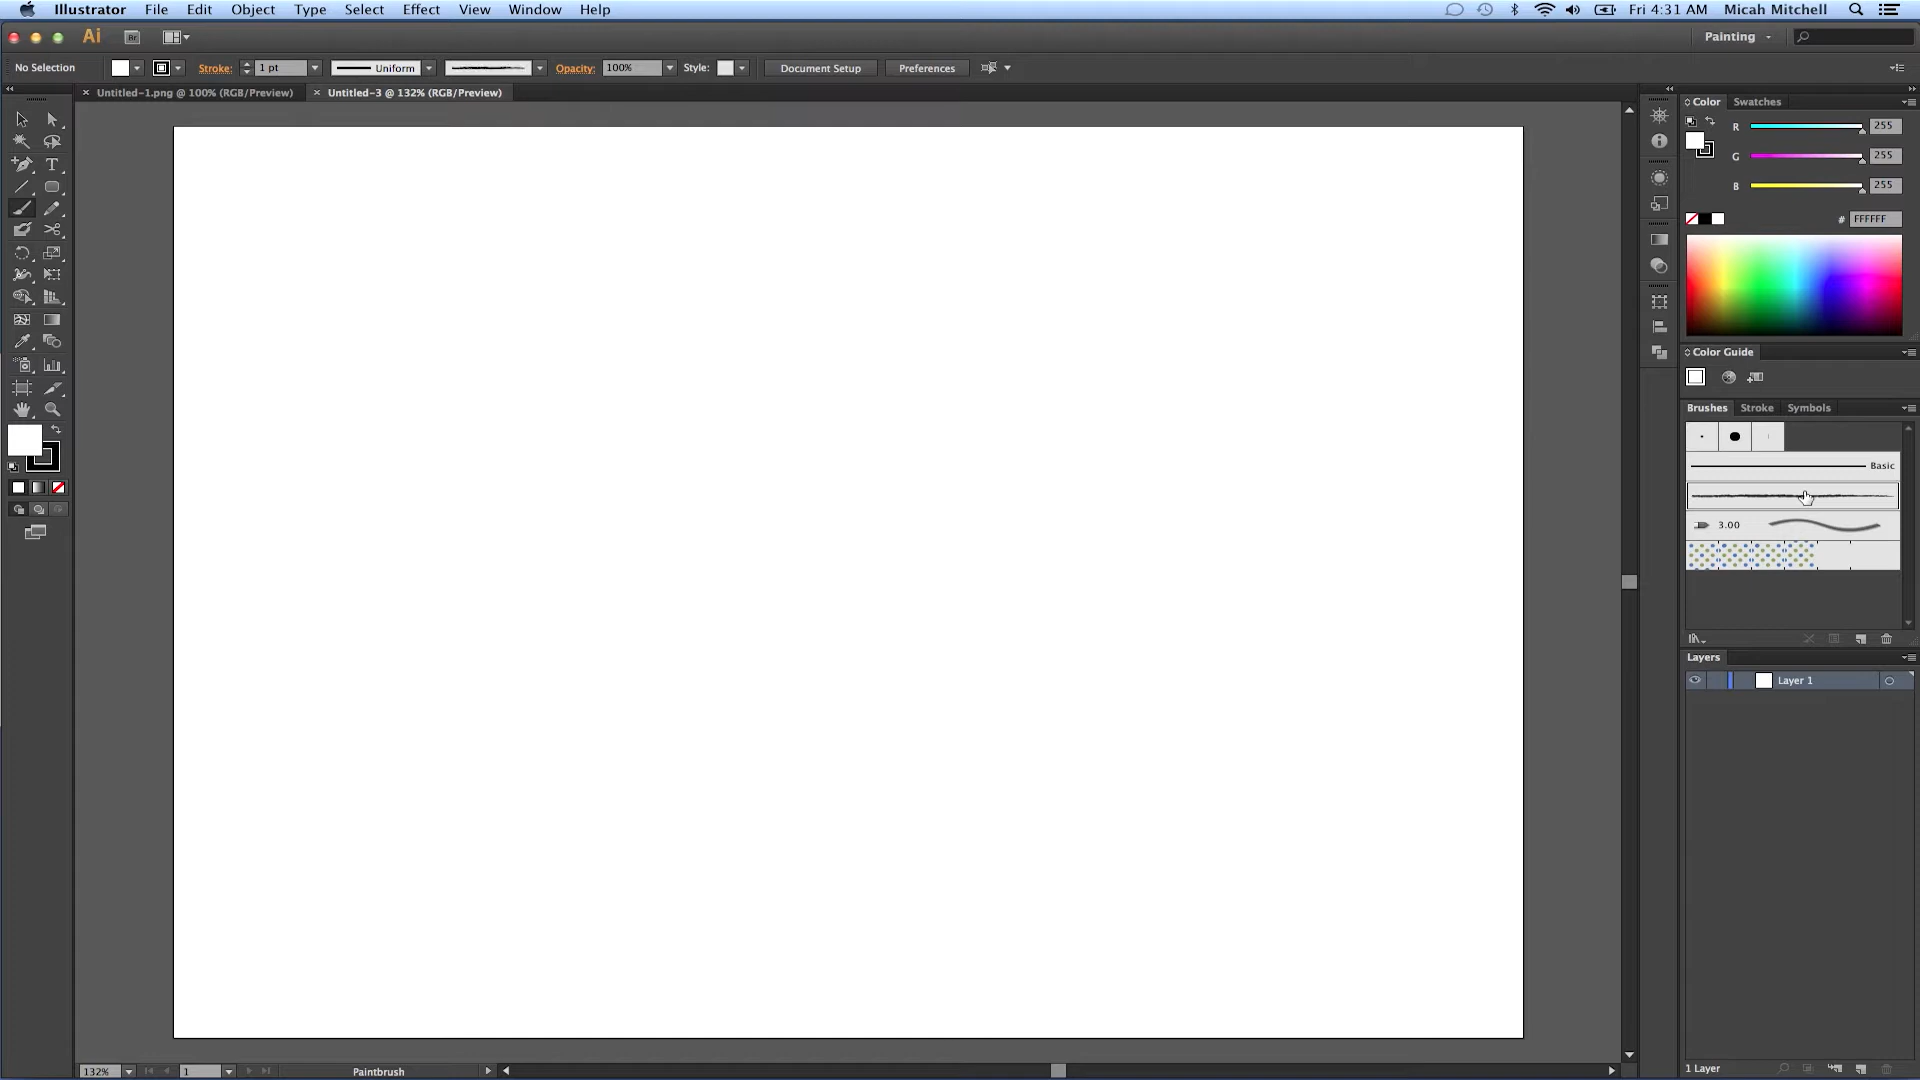 Illustrator File Edit Object Type Select Effect View Window Help Fri 4:31 AM Micah Mitchell
Ai Br Painting
No Selection Stroke: 1 pt Uniform Opacity: 100% Style: Document Setup Preferences
Untitled-1.png @ 100% (RGB/Preview) Untitled-3 @ 132% (RGB/Preview)
Color Swatches
R 255
G 255
B 255
# FFFFFF
Color Guide
Brushes Stroke Symbols
Basic
3.00
Layers
Layer 1
132% 1 Paintbrush 1 Layer